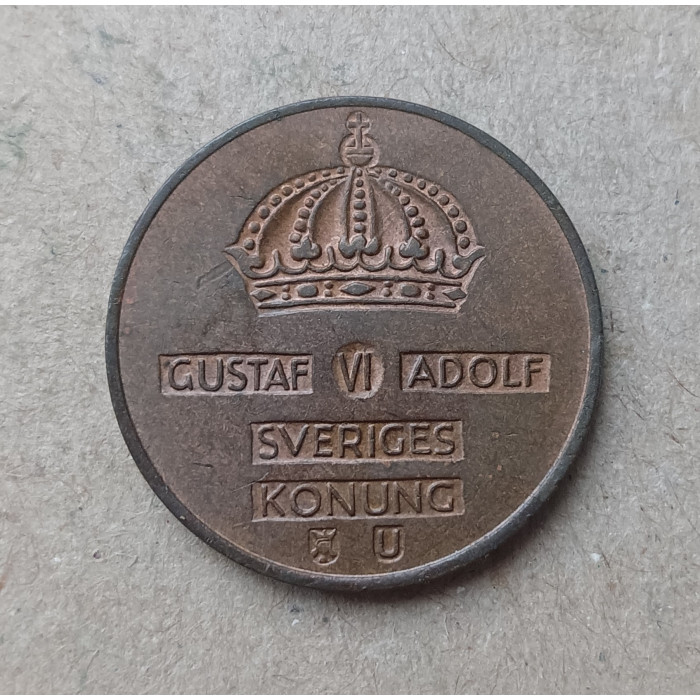 GUSTAF VI ADOLF
SVERIGES
KONUNG
U